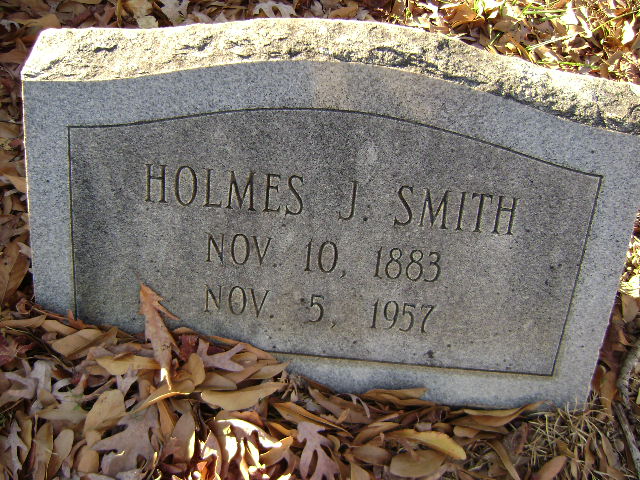 HOLMES J. SMITH
NOV. 10, 1883
NOV. 5, 1957